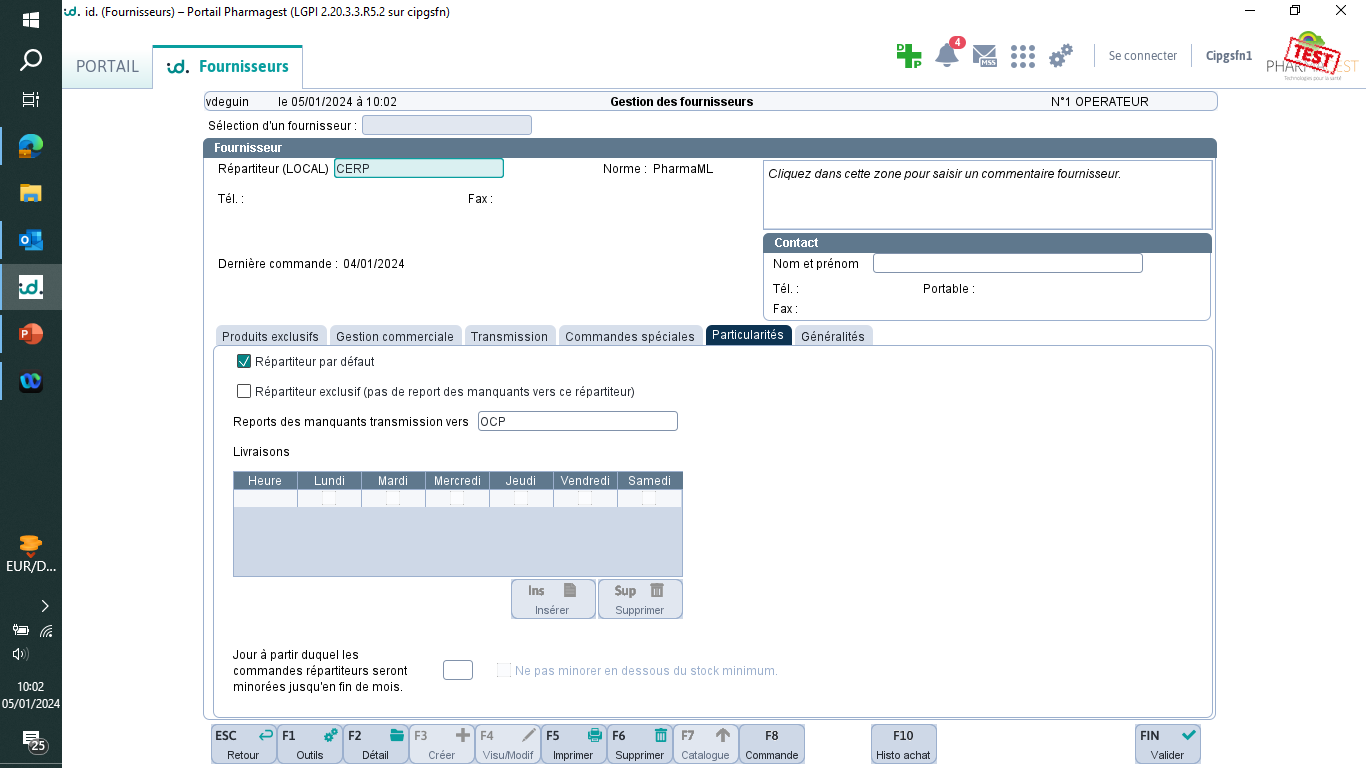 id. (Fournisseurs) – Portail Pharmagest (LGPI 2.20.3.3.R5.2 sur cipgsfn)
PORTAIL
id. Fournisseurs
D P
4
MSS
Se connecter
Cipgsfn1
TEST
vdeguin le 05/01/2024 à 10:02 Gestion des fournisseurs N°1 OPERATEUR
Sélection d'un fournisseur :
Fournisseur
Répartiteur (LOCAL) CERP Norme : PharmaML
Cliquez dans cette zone pour saisir un commentaire fournisseur.
Tél. : Fax :
Contact
Nom et prénom
Dernière commande : 04/01/2024
Tél. : Portable :
Fax :
Produits exclusifs Gestion commerciale Transmission Commandes spéciales Particularités Généralités
Répartiteur par défaut
Répartiteur exclusif (pas de report des manquants vers ce répartiteur)
Reports des manquants transmission vers OCP
Livraisons
Heure Lundi Mardi Mercredi Jeudi Vendredi Samedi
Ins Sup
Insérer Supprimer
Jour à partir duquel les
commandes répartiteurs seront
minorées jusqu'en fin de mois.
Ne pas minorer en dessous du stock minimum.
ESC F1 F2 F3 F4 F5 F6 F7 F8 F10 FIN
Retour Outils Détail Créer Visu/Modif Imprimer Supprimer Catalogue Commande Histo achat Valider
id.
EUR/D...
10:02
05/01/2024
25